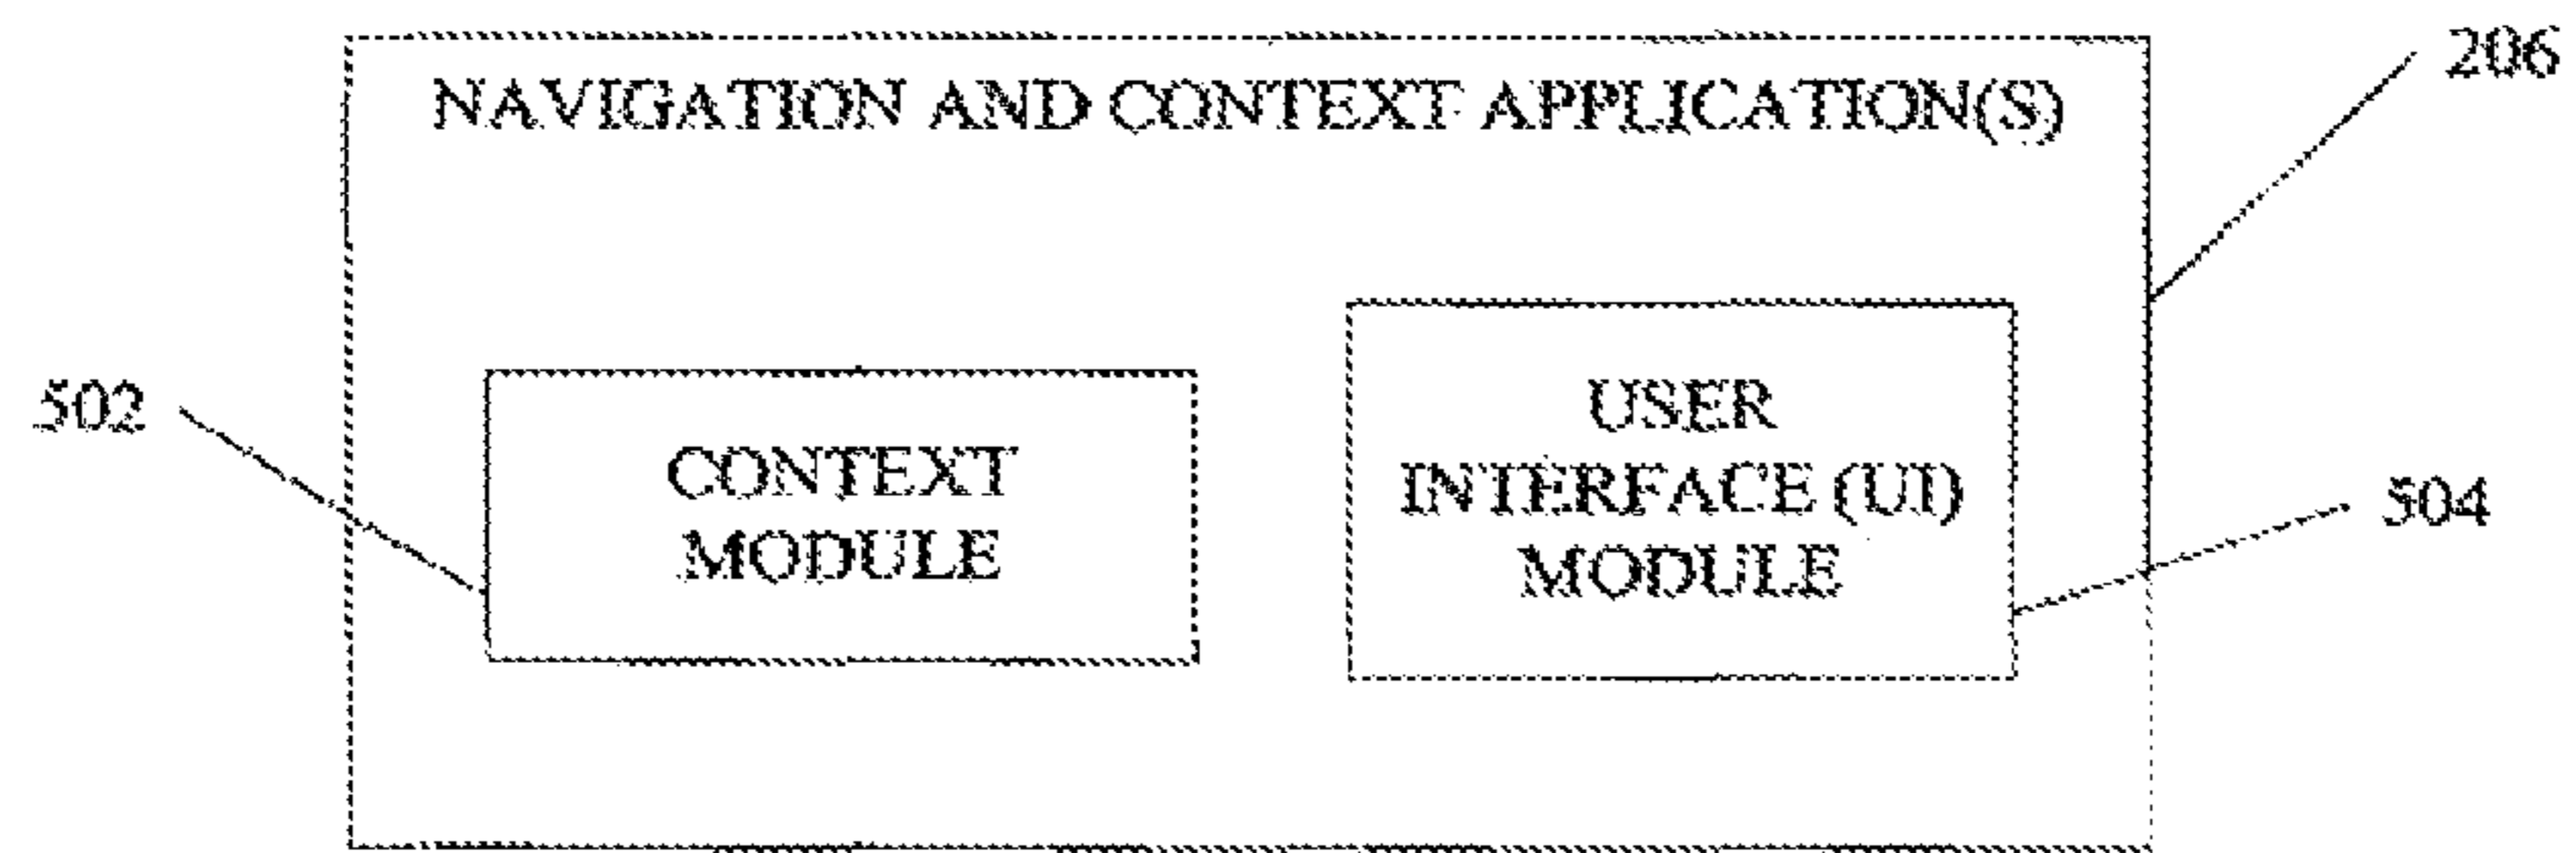 NAVIGATION AND CONTEXT APPLICATION(S)
206
502
CONTEXT
MODULE
USER
INTERFACE (UI)
MODULE
504